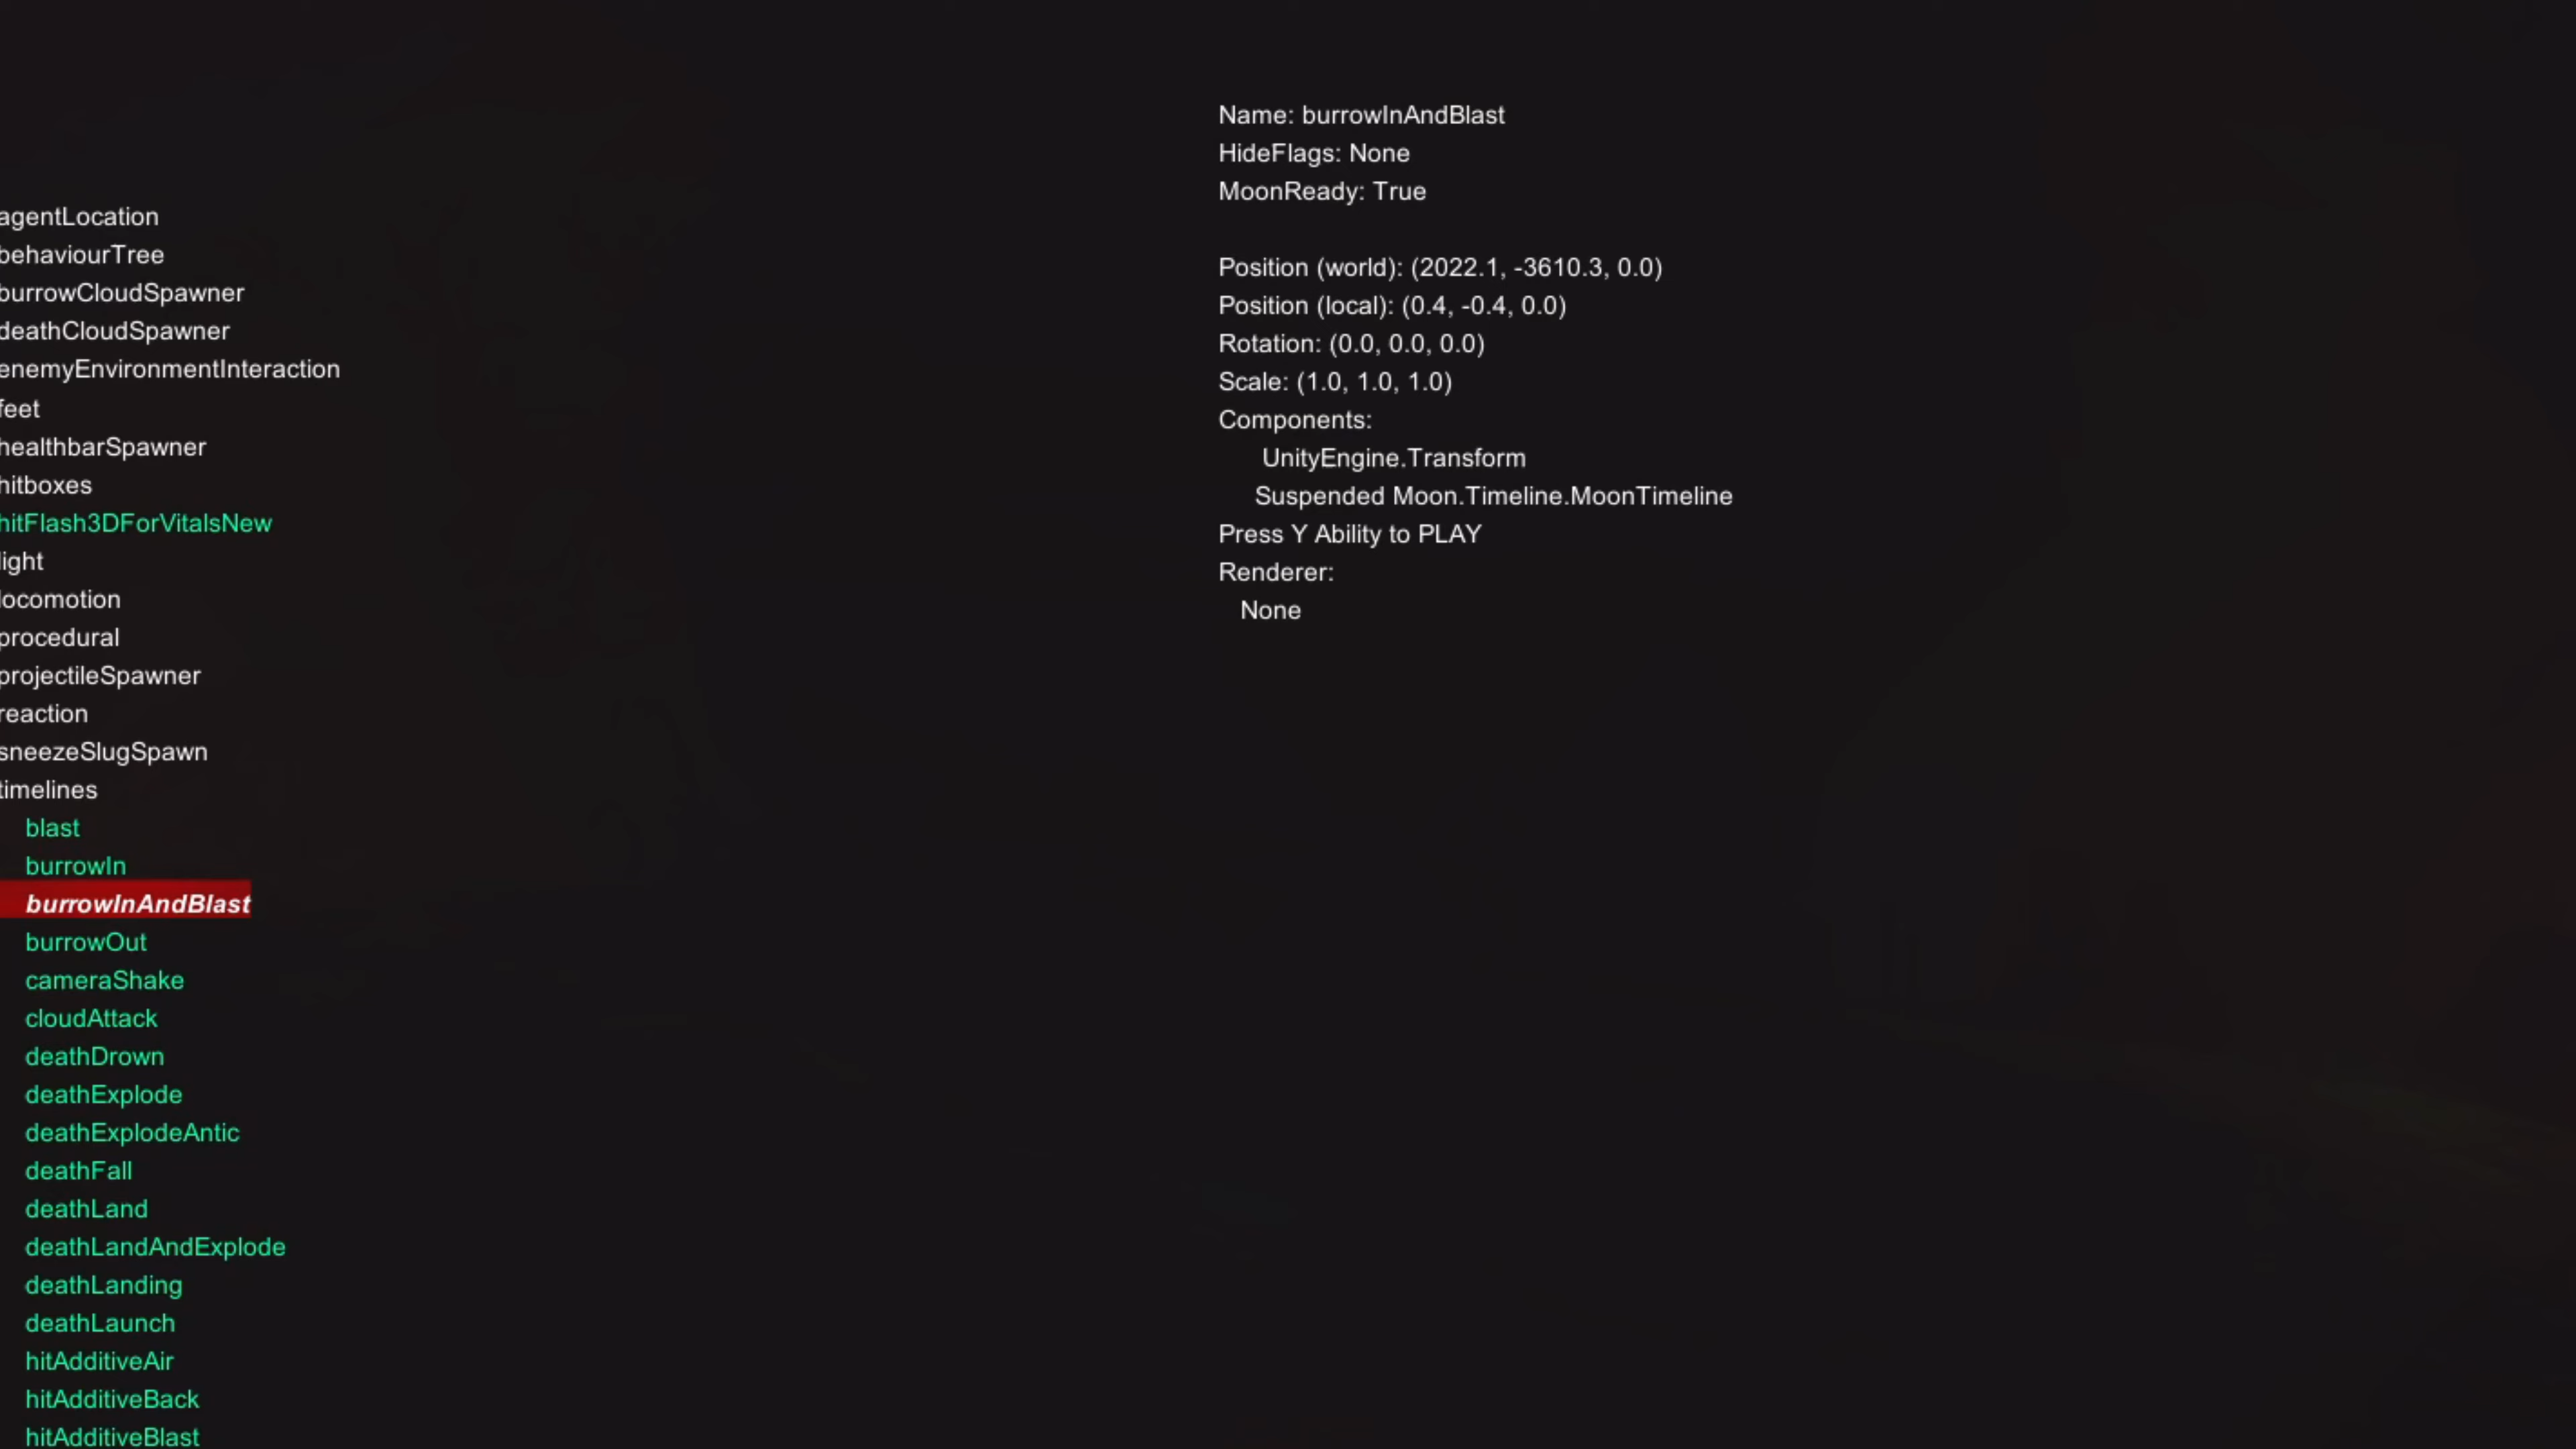 agentLocation
behaviourTree
burrowCloudSpawner
deathCloudSpawner
enemyEnvironmentInteraction
feet
healthbarSpawner
hitboxes
hitFlash3DForVitalsNew
light
locomotion
procedural
projectileSpawner
reaction
sneezeSlugSpawn
timelines
blast
burrowIn
burrowInAndBlast
burrowOut
cameraShake
cloudAttack
deathDrown
deathExplode
deathExplodeAntic
deathFall
deathLand
deathLandAndExplode
deathLanding
deathLaunch
hitAdditiveAir
hitAdditiveBack
hitAdditiveBlast
Name: burrowInAndBlast
HideFlags: None
MoonReady: True
Position (world): (2022.1, -3610.3, 0.0)
Position (local): (0.4, -0.4, 0.0)
Rotation: (0.0, 0.0, 0.0)
Scale: (1.0, 1.0, 1.0)
Components:
UnityEngine.Transform
Suspended Moon.Timeline.MoonTimeline
Press Y Ability to PLAY
Renderer:
None